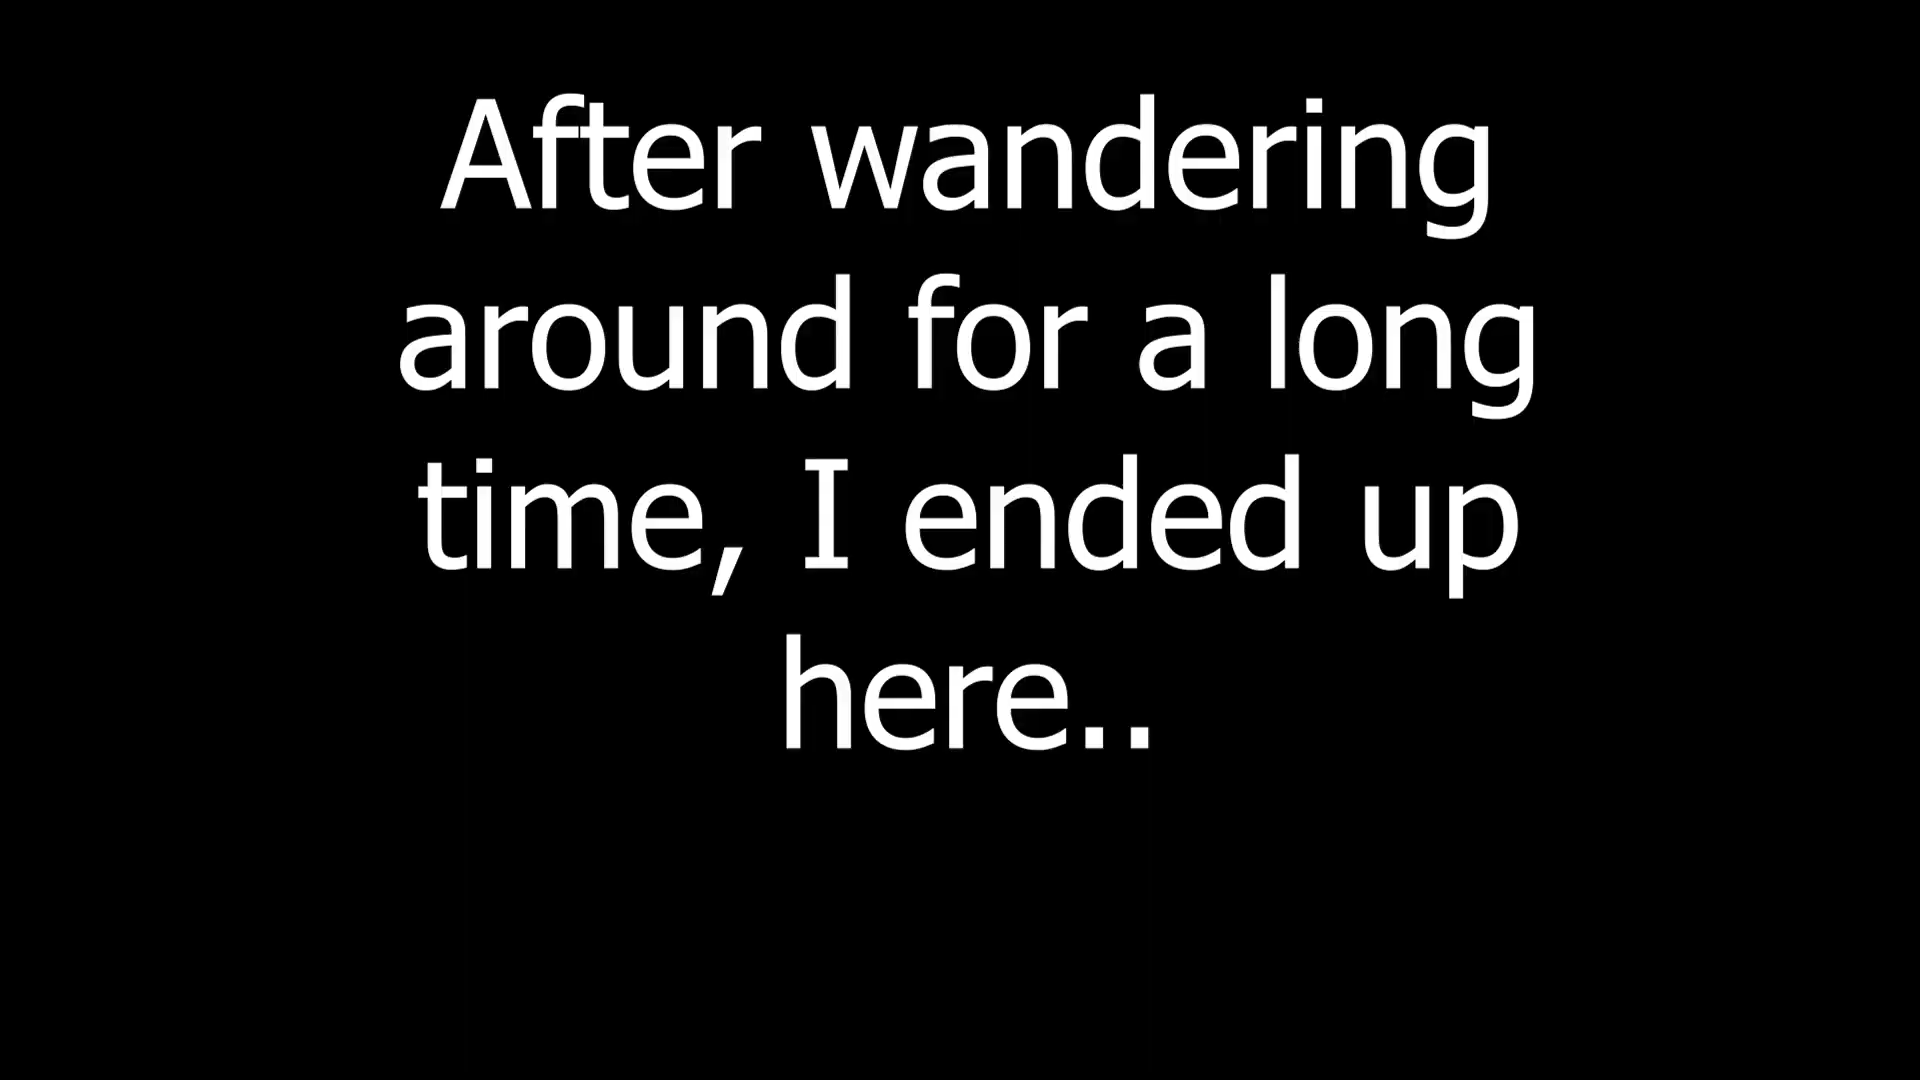 After wandering
around for a long
time, I ended up
here..